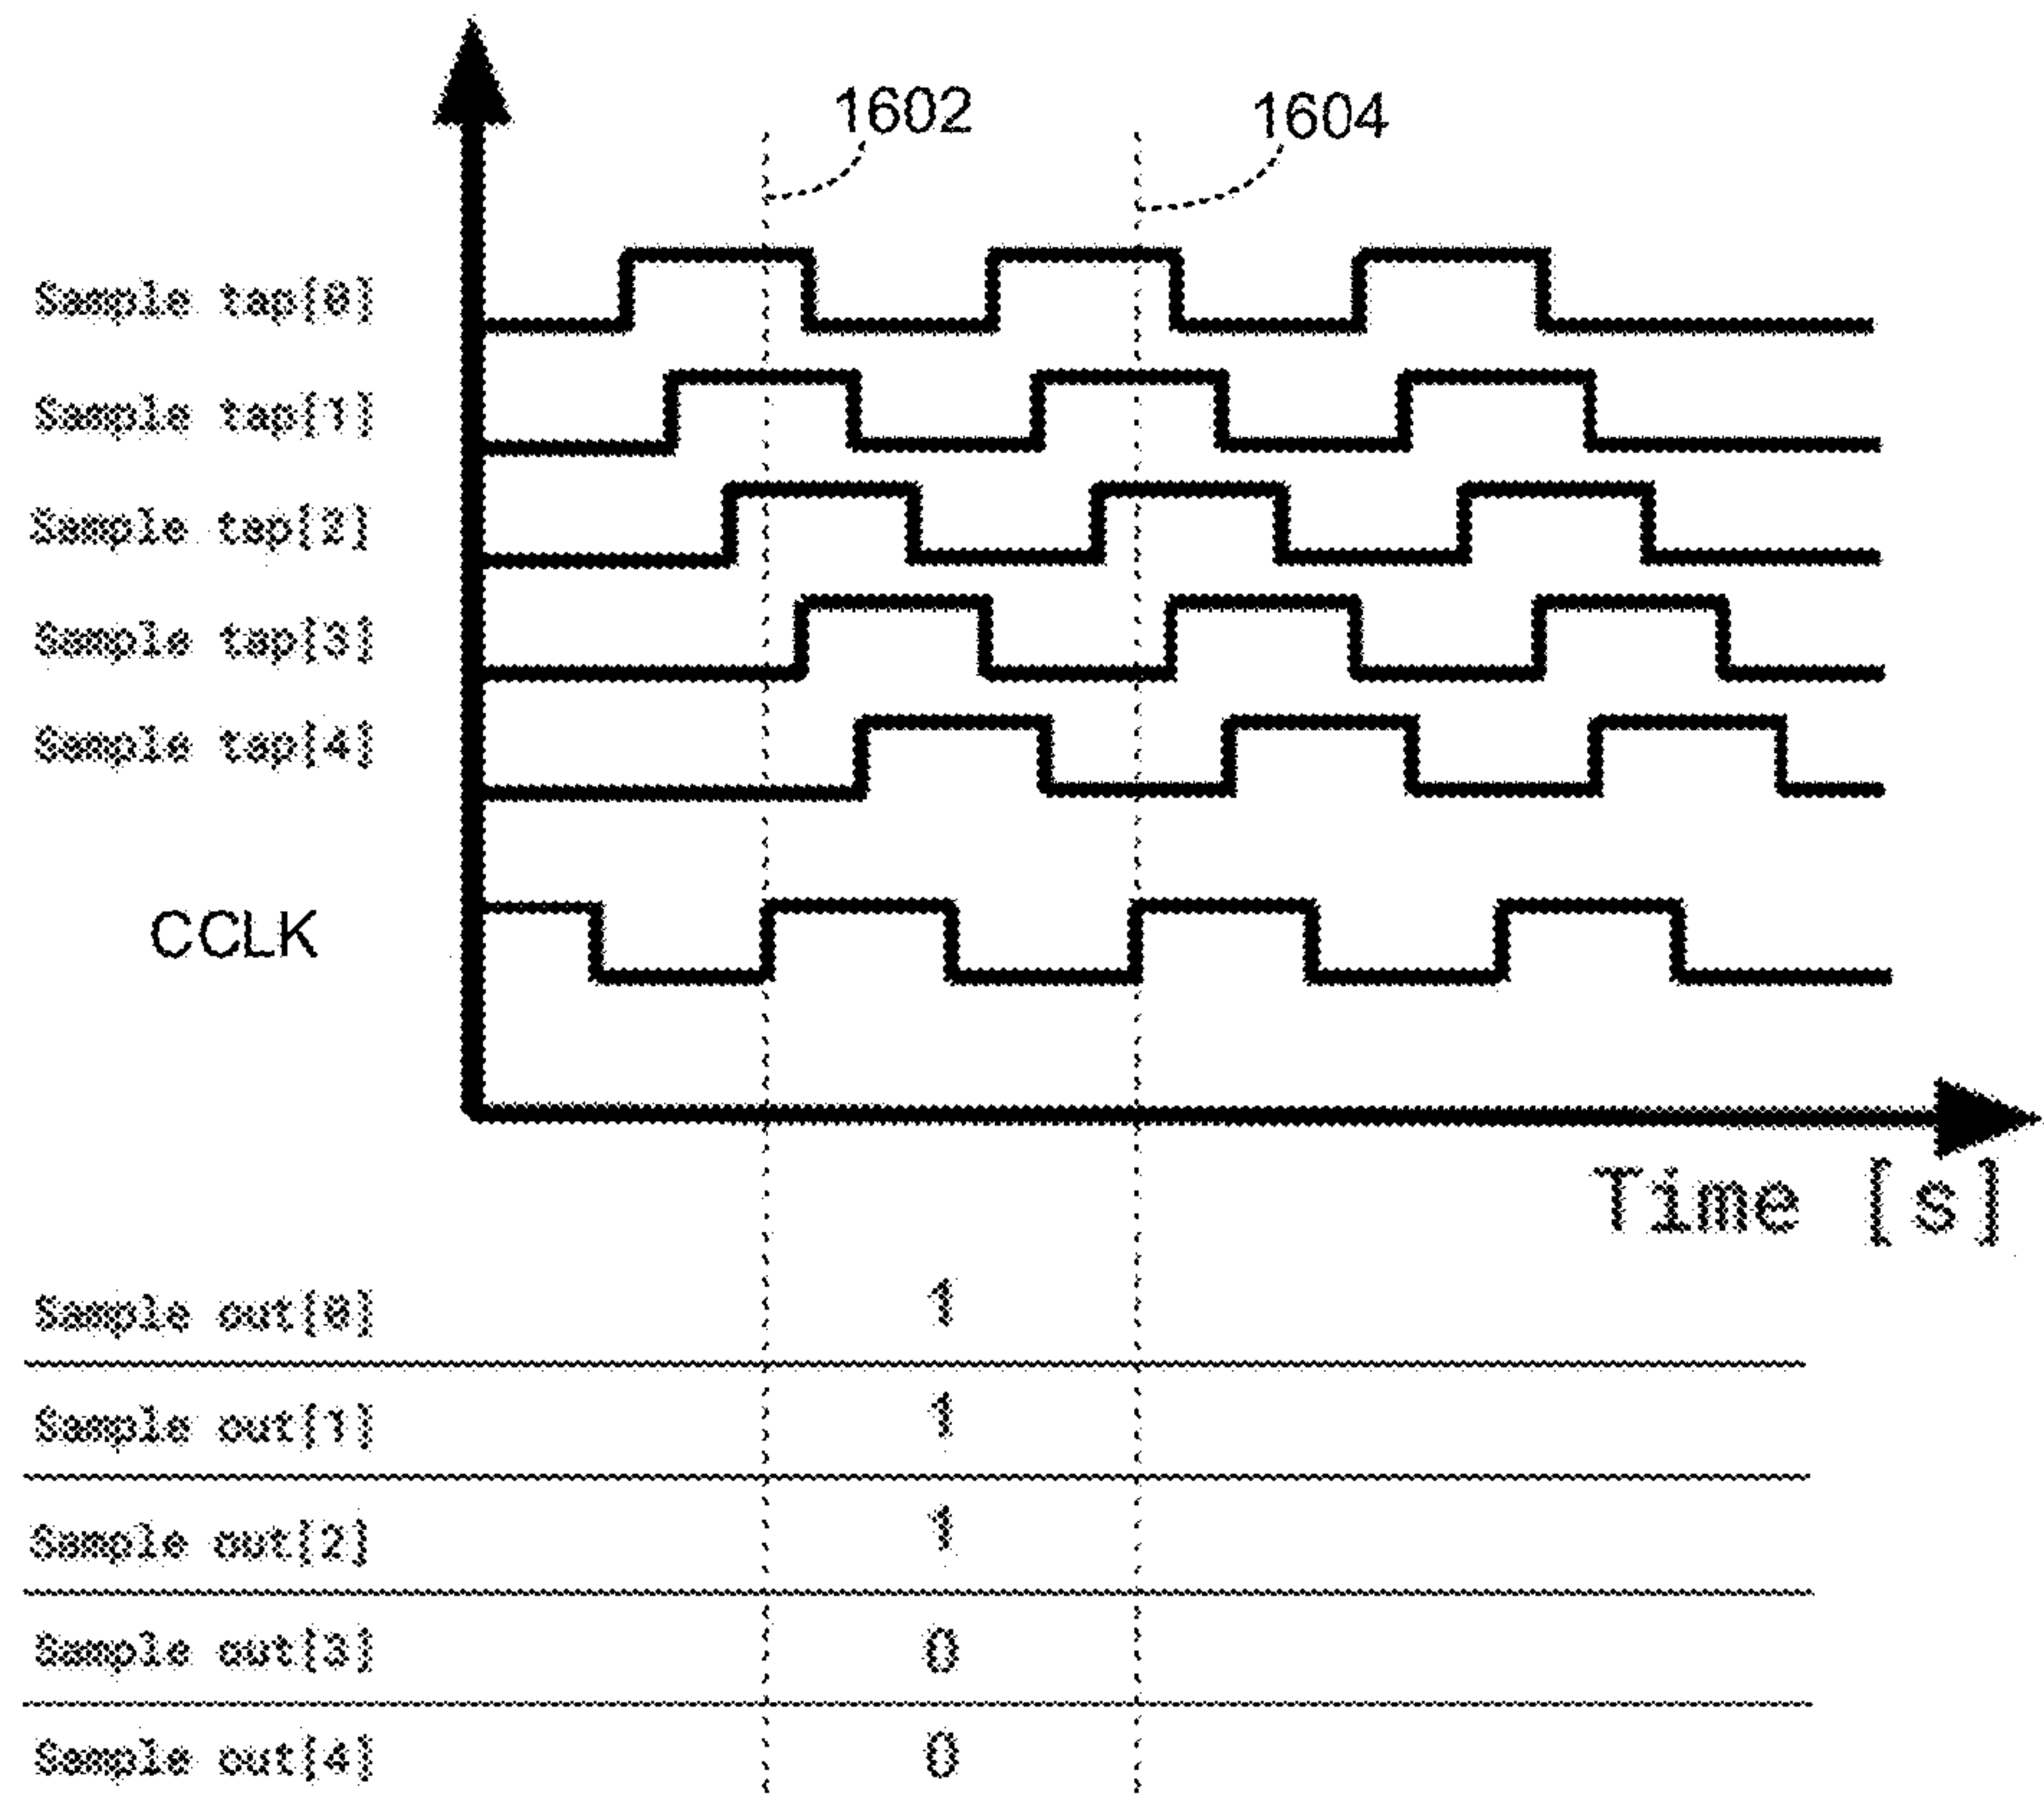 1602
1604
Sample tap[0]
Sample tap[1]
Sample tap[2]
Sample tap[3]
Sample tap[4]
CCLK
Time [s]
Sample out[0] 1
Sample out[1] 1
Sample out[2] 1
Sample out[3] 0
Sample out[4] 0